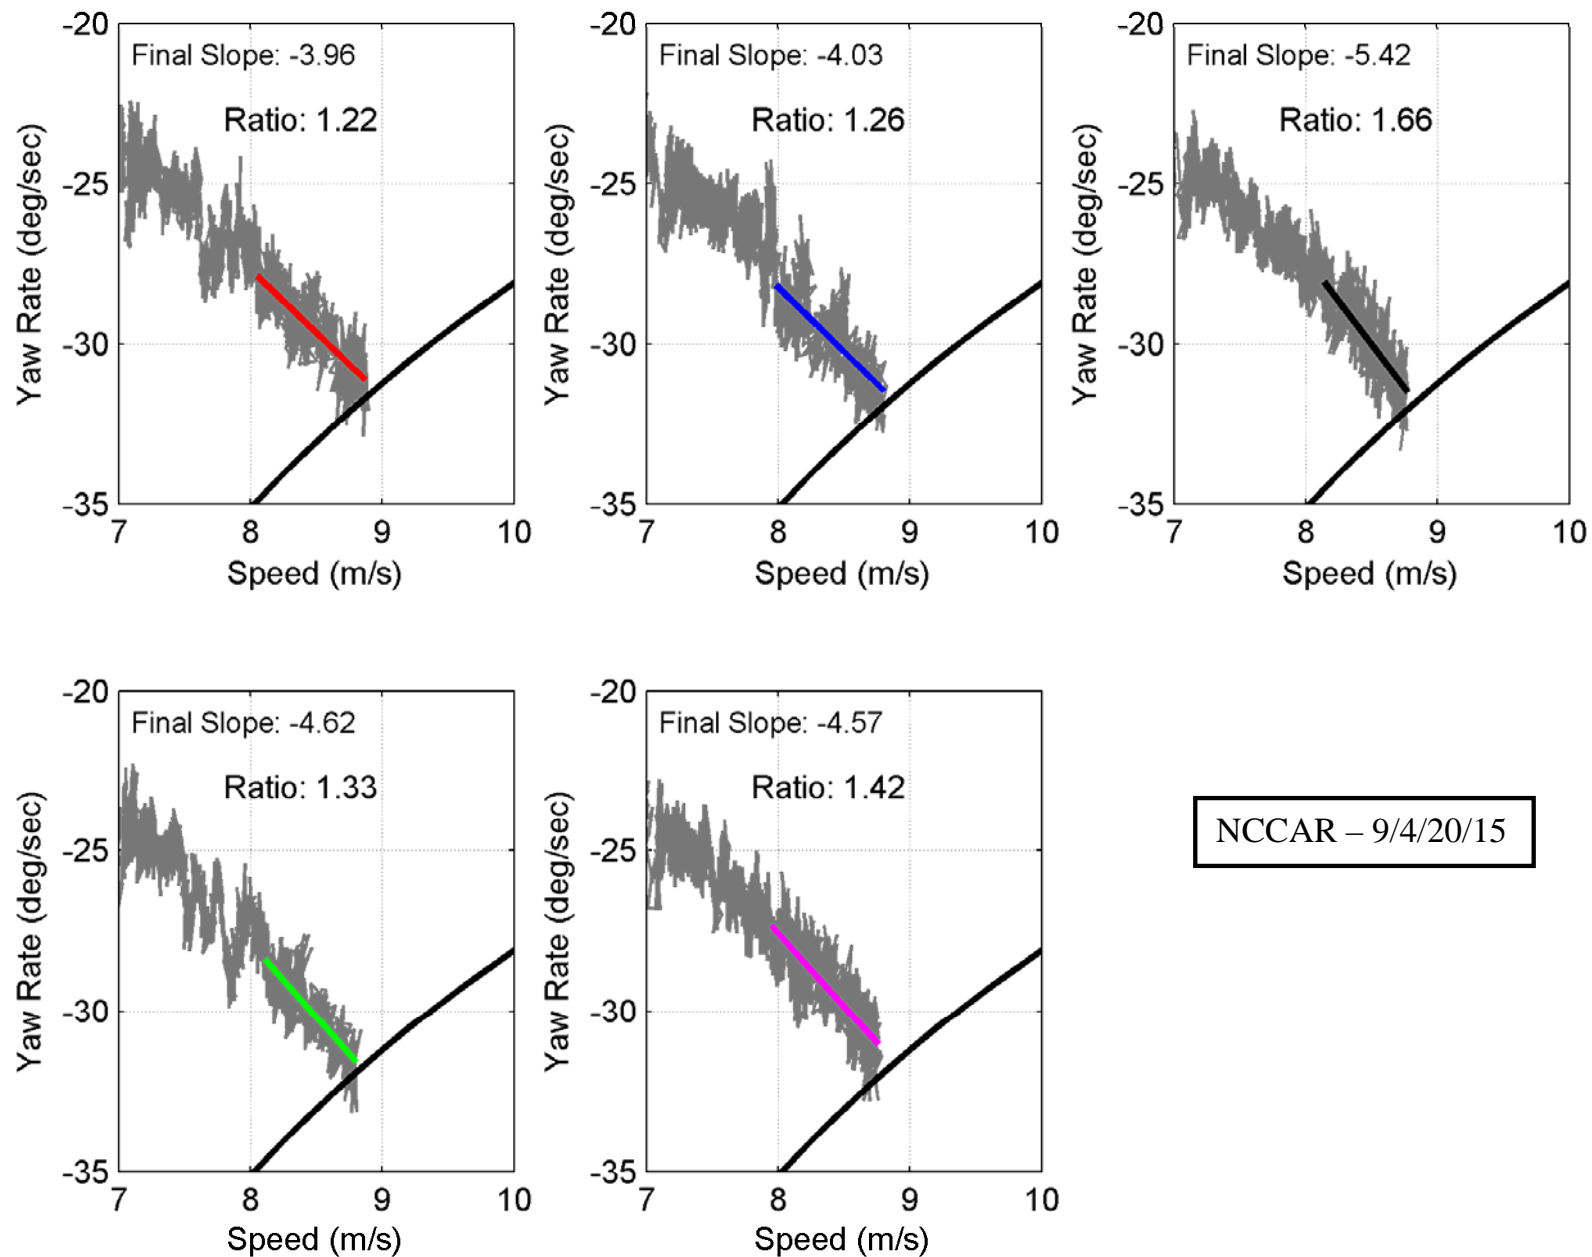 Final Slope: -3.96
Ratio: 1.22
-20
-25
-30
-35
7 8 9 10
Yaw Rate (deg/sec)
Speed (m/s)
Final Slope: -4.03
Ratio: 1.26
-20
-25
-30
-35
7 8 9 10
Yaw Rate (deg/sec)
Speed (m/s)
Final Slope: -5.42
Ratio: 1.66
-20
-25
-30
-35
7 8 9 10
Yaw Rate (deg/sec)
Speed (m/s)
Final Slope: -4.62
Ratio: 1.33
-20
-25
-30
-35
7 8 9 10
Yaw Rate (deg/sec)
Speed (m/s)
Final Slope: -4.57
Ratio: 1.42
-20
-25
-30
-35
7 8 9 10
Yaw Rate (deg/sec)
Speed (m/s)
NCCAR – 9/4/20/15